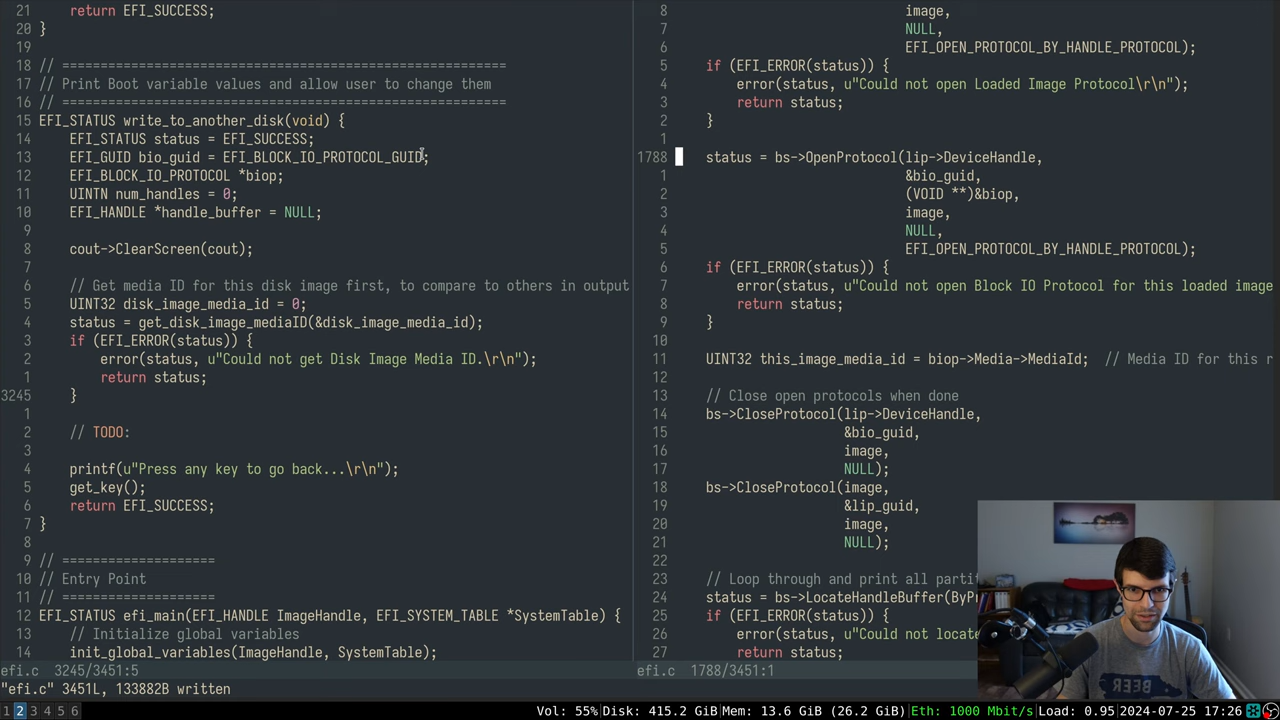 21         return EFI_SUCCESS;
20 }
19
18 // ==========================================================
17 // Print Boot variable values and allow user to change them
16 // ==========================================================
15 EFI_STATUS write_to_another_disk(void) {
14     EFI_STATUS status = EFI_SUCCESS;
13     EFI_GUID bio_guid = EFI_BLOCK_IO_PROTOCOL_GUID;
12     EFI_BLOCK_IO_PROTOCOL *biop;
11     UINTN num_handles = 0;
10     EFI_HANDLE *handle_buffer = NULL;
9
8     cout->ClearScreen(cout);
7
6     // Get media ID for this disk image first, to compare to others in output
5     UINT32 disk_image_media_id = 0;
4     status = get_disk_image_mediaID(&disk_image_media_id);
3     if (EFI_ERROR(status)) {
2         error(status, u"Could not get Disk Image Media ID.\r\n");
1         return status;
3245     }
1
2     // TODO:
3
4     printf(u"Press any key to go back...\r\n");
5     get_key();
6     return EFI_SUCCESS;
7 }
8
9 // ====================
10 // Entry Point
11 // ====================
12 EFI_STATUS efi_main(EFI_HANDLE ImageHandle, EFI_SYSTEM_TABLE *SystemTable) {
13     // Initialize global variables
14     init_global_variables(ImageHandle, SystemTable);
efi.c 3245/3451:5
8 image,
7 NULL,
6 EFI_OPEN_PROTOCOL_BY_HANDLE_PROTOCOL);
5     if (EFI_ERROR(status)) {
4         error(status, u"Could not open Loaded Image Protocol\r\n");
3         return status;
2     }
1
1788     status = bs->OpenProtocol(lip->DeviceHandle,
1 &bio_guid,
2 (VOID **)&biop,
3 image,
4 NULL,
5 EFI_OPEN_PROTOCOL_BY_HANDLE_PROTOCOL);
6     if (EFI_ERROR(status)) {
7         error(status, u"Could not open Block IO Protocol for this loaded image
8         return status;
9     }
10
11     UINT32 this_image_media_id = biop->Media->MediaId;  // Media ID for this r
12
13     // Close open protocols when done
14     bs->CloseProtocol(lip->DeviceHandle,
15 &bio_guid,
16 image,
17 NULL);
18     bs->CloseProtocol(image,
19 &lip_guid,
20 image,
21 NULL);
22
23     // Loop through and print all partit
24     status = bs->LocateHandleBuffer(ByPr
25     if (EFI_ERROR(status)) {
26         error(status, u"Could not locate
27         return status;
efi.c 1788/3451:1
"efi.c" 3451L, 133882B written
1 2 3 4 5 6 Vol: 55%|Disk: 415.2 GiB|Mem: 13.6 GiB (26.2 GiB)|Eth: 1000 Mbit/s|Load: 0.95|2024-07-25 17:26